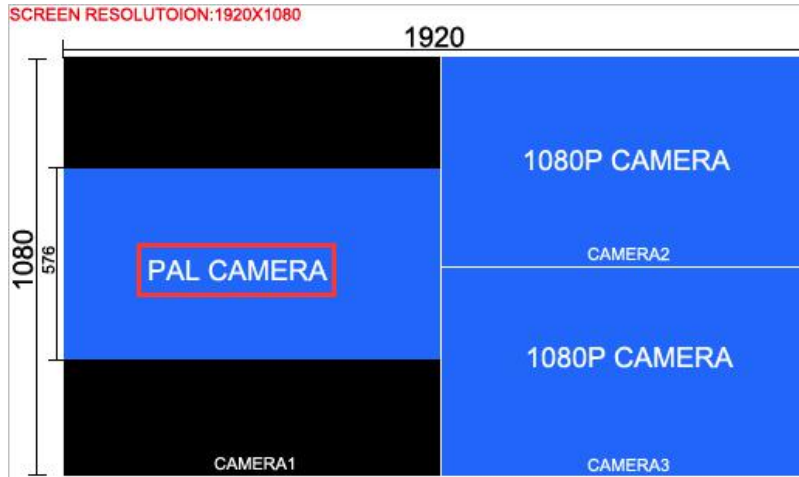 SCREEN RESOLUTOION:1920X1080
1920
1080P CAMERA
CAMERA2
1080
576
PAL CAMERA
1080P CAMERA
CAMERA1
CAMERA3